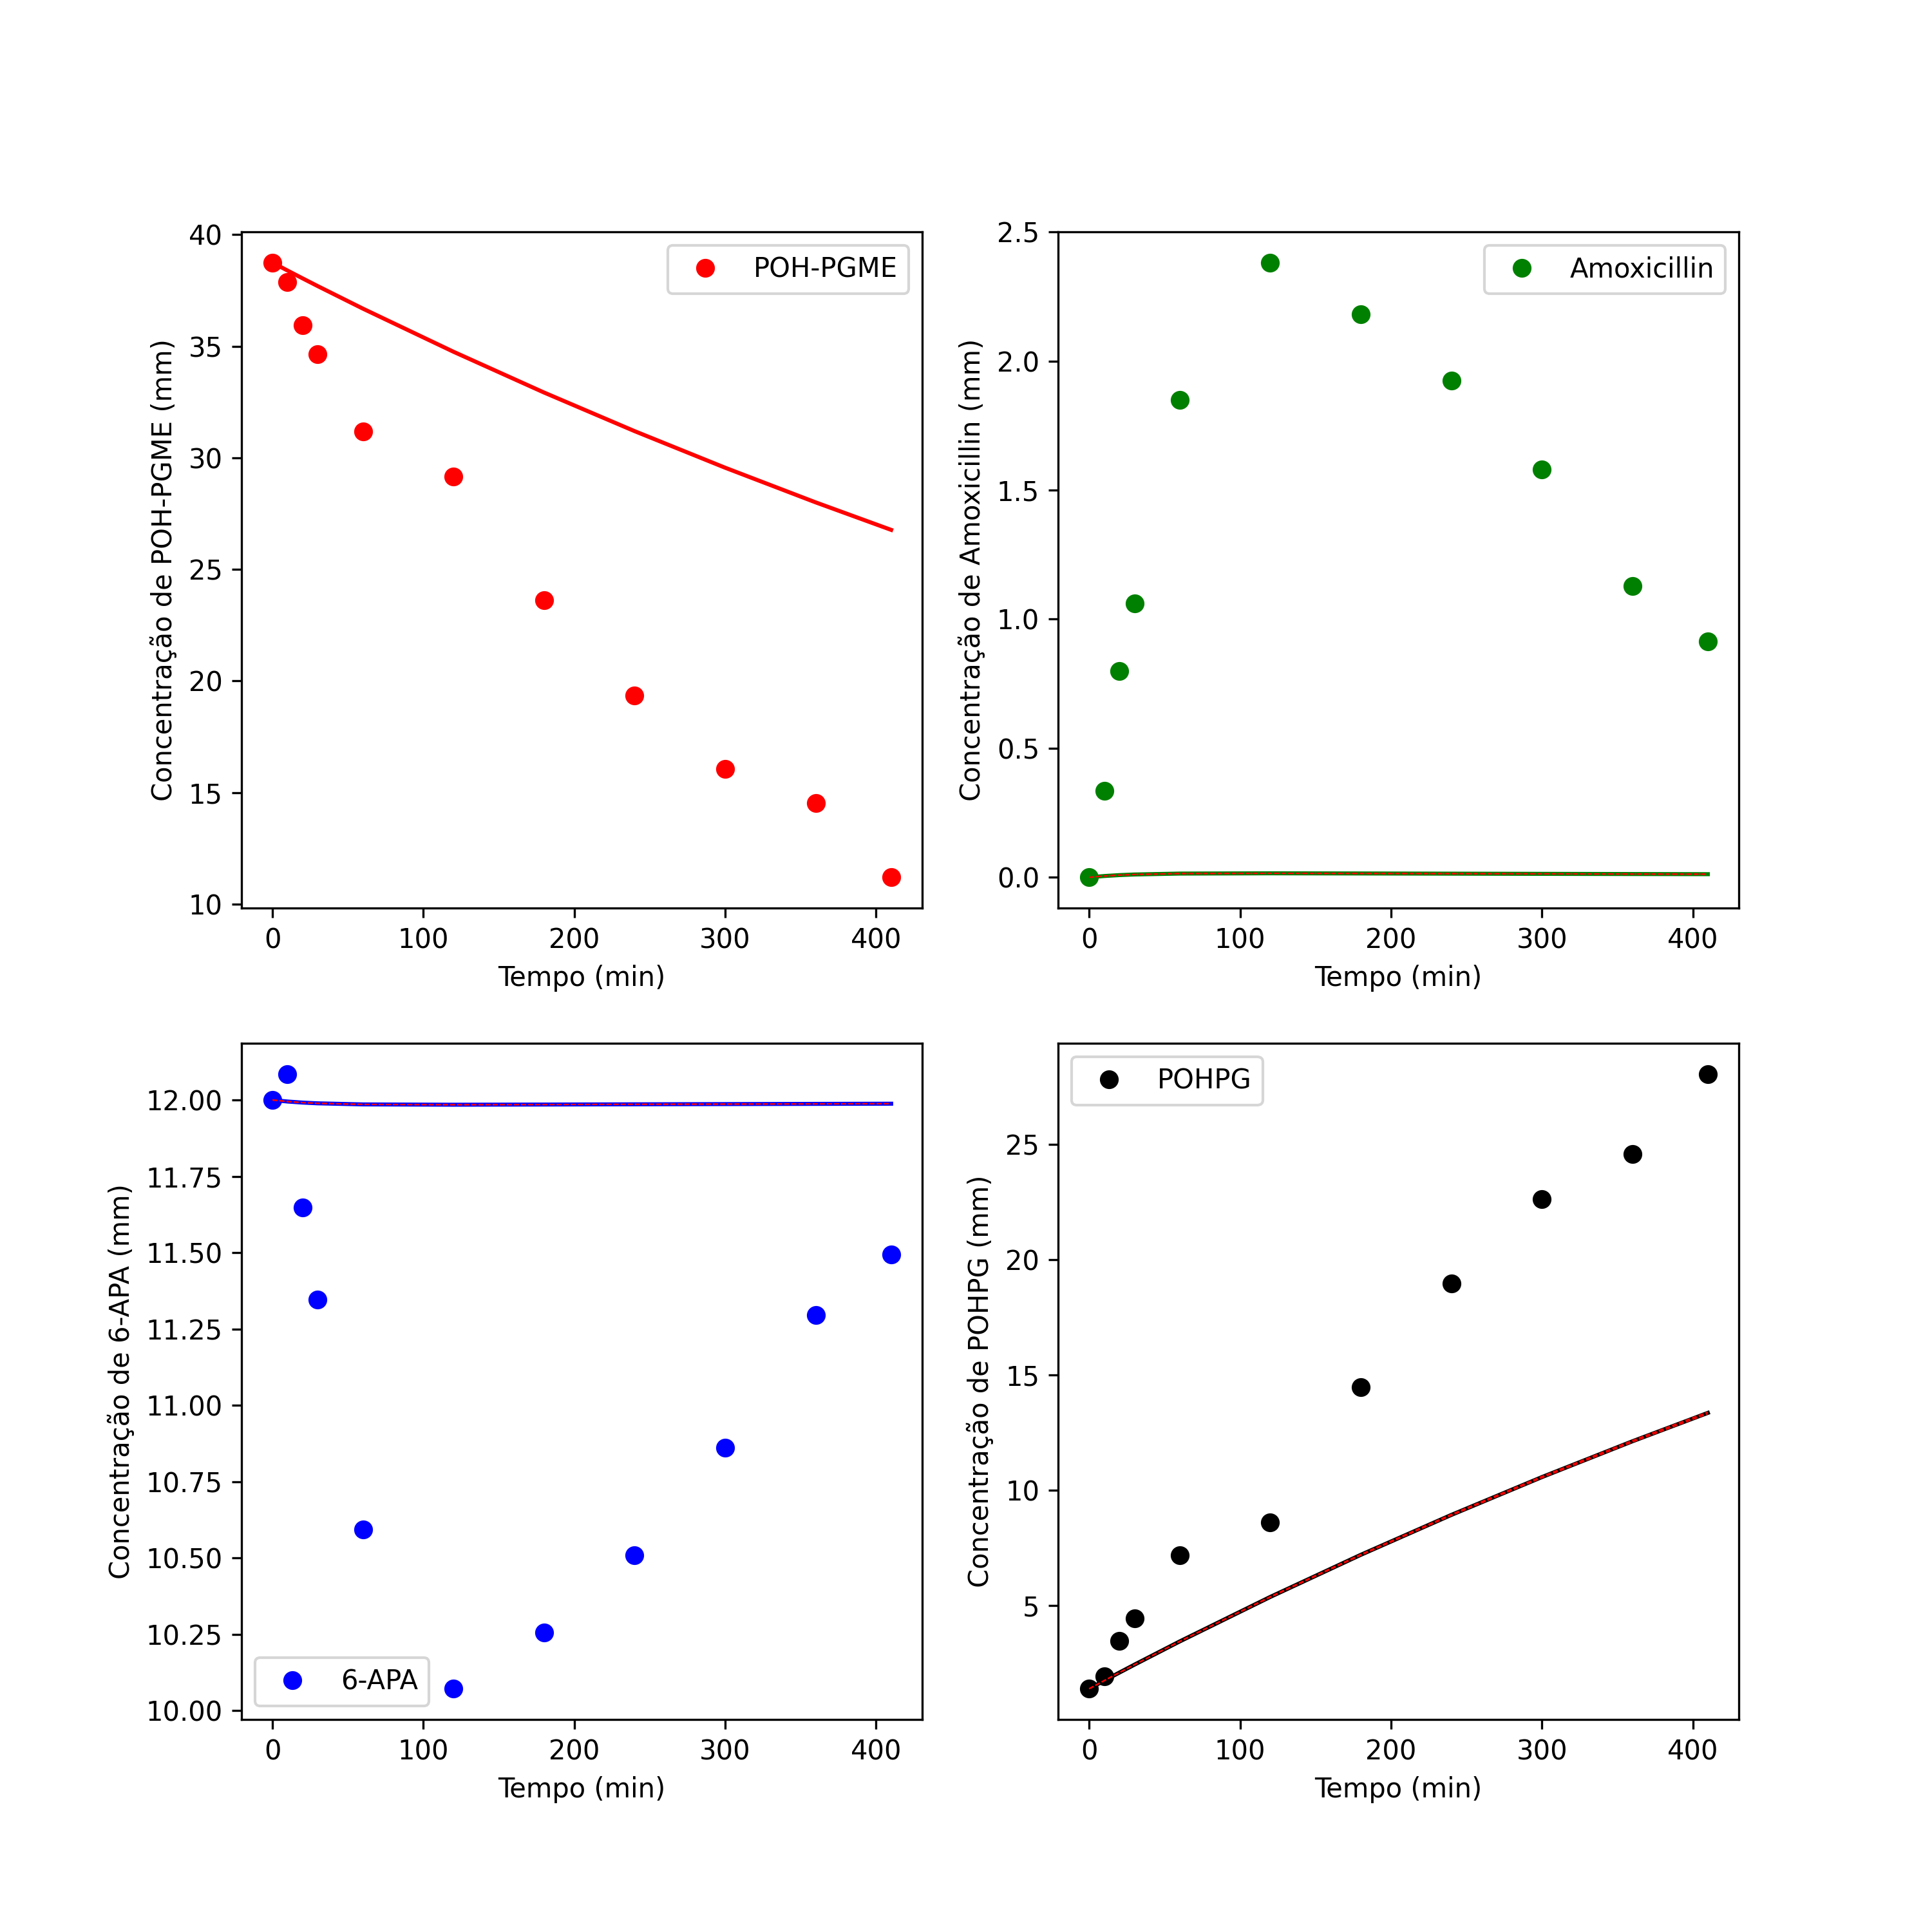 POH-PGME
Concentração de POH-PGME (mm)
40
35
30
25
20
15
10
0 100 200 300 400
Tempo (min)
Amoxicillin
Concentração de Amoxicillin (mm)
2.5
2.0
1.5
1.0
0.5
0.0
0 100 200 300 400
Tempo (min)
6-APA
Concentração de 6-APA (mm)
12.00
11.75
11.50
11.25
11.00
10.75
10.50
10.25
10.00
0 100 200 300 400
Tempo (min)
POHPG
Concentração de POHPG (mm)
25
20
15
10
5
0 100 200 300 400
Tempo (min)